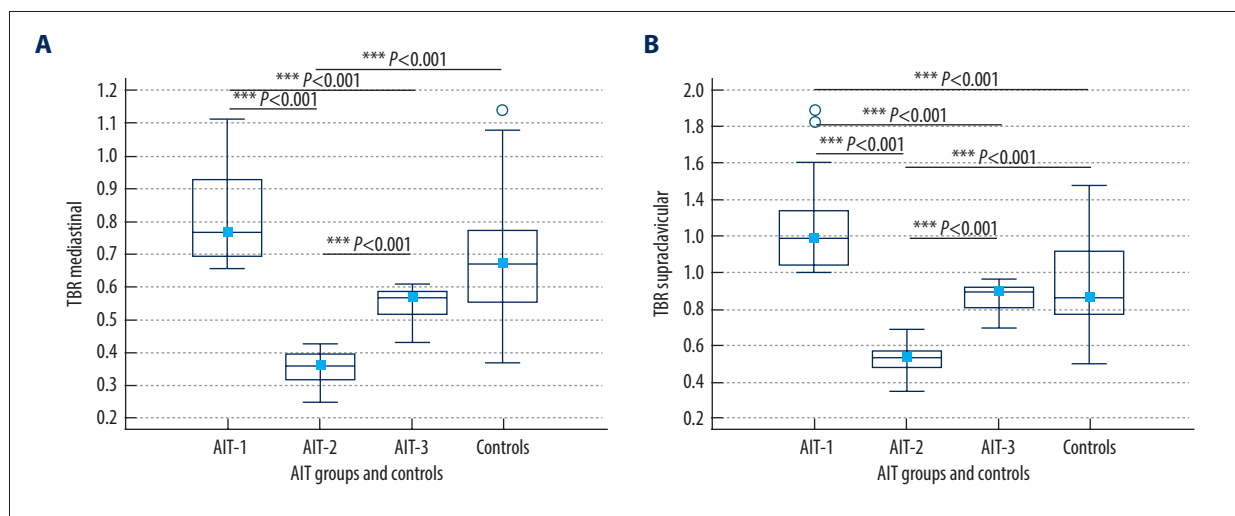 A
*** P<0.001
*** P<0.001
*** P<0.001
*** P<0.001
TBR mediastinal
1.2
1.1
1.0
0.9
0.8
0.7
0.6
0.5
0.4
0.3
0.2
AIT-1 AIT-2 AIT-3 Controls
AIT groups and controls
B
*** P<0.001
*** P<0.001
*** P<0.001
*** P<0.001
*** P<0.001
TBR supraclavicular
2.0
1.8
1.6
1.4
1.0
1.0
0.8
0.6
0.4
0.2
AIT-1 AIT-2 AIT-3 Controls
AIT groups and controls